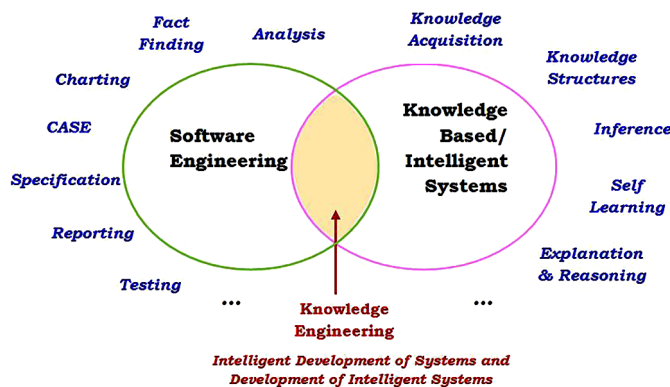 Fact
Finding
Analysis
Knowledge
Acquisition
Charting
Knowledge
Structures
CASE
Software
Engineering
Knowledge
Based/
Intelligent
Systems
Inference
Specification
Self
Learning
Reporting
Explanation
& Reasoning
Testing
...
...
Knowledge
Engineering
Intelligent Development of Systems and
Development of Intelligent Systems